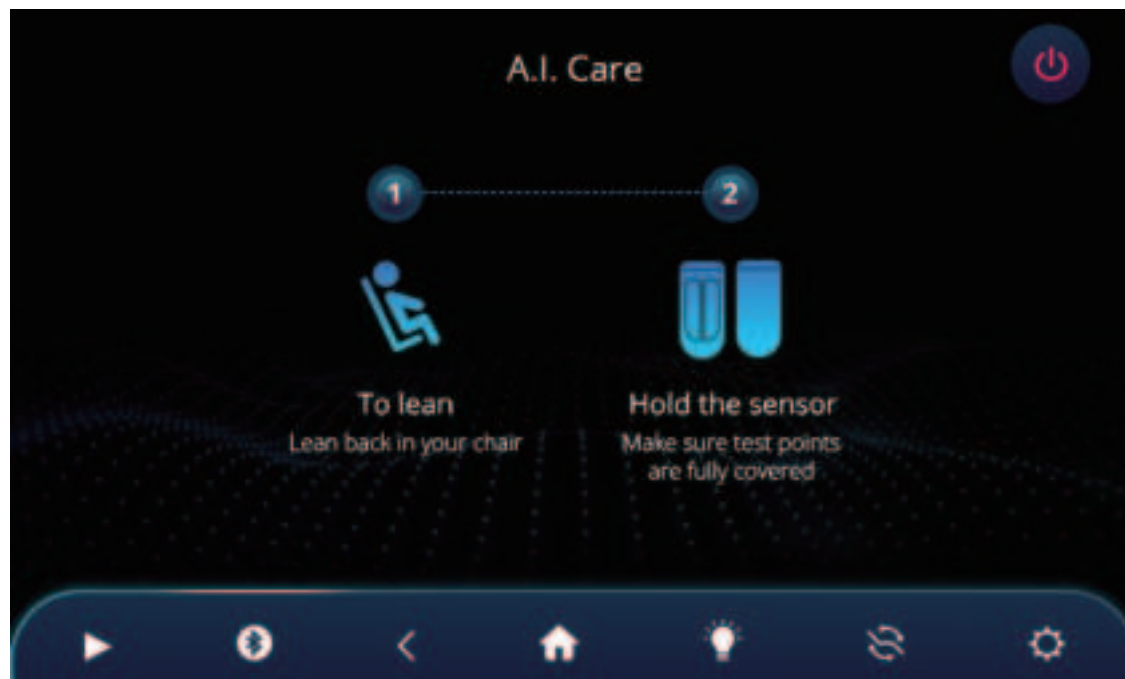 A.I. Care
1
2
To lean
Hold the sensor
Lean back in your chair
Make sure test points
are fully covered